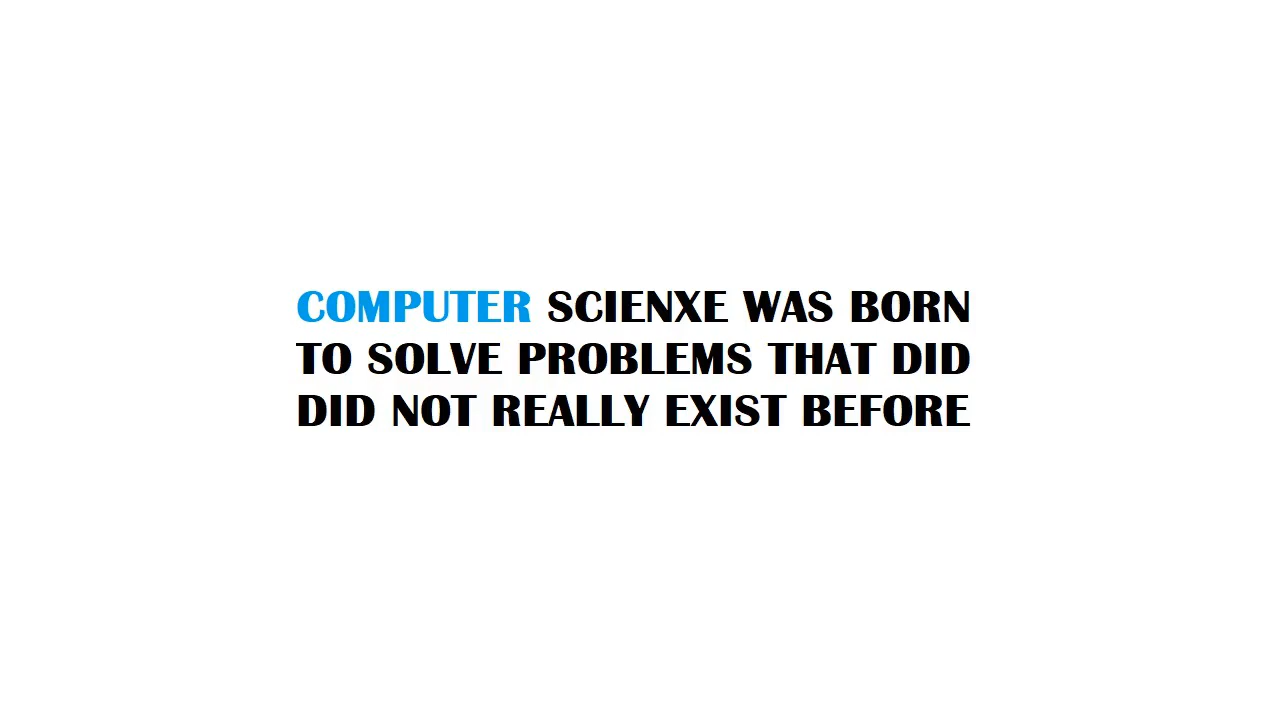 COMPUTER SCIENXE WAS BORN
TO SOLVE PROBLEMS THAT DID
DID NOT REALLY EXIST BEFORE